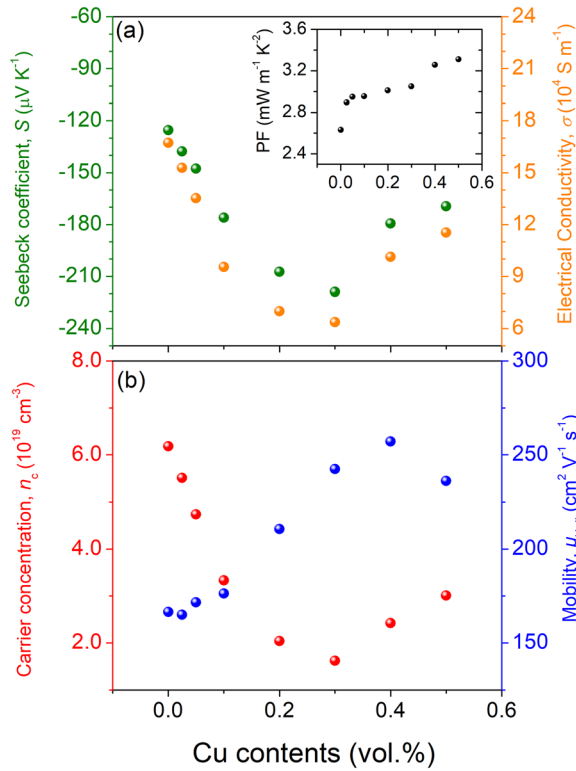 (a)
Seebeck coefficient, S (μV K⁻¹)
-60
-90
-120
-150
-180
-210
-240
PF (mW m⁻¹ K⁻²)
3.6
3.2
2.8
2.4
0.0 0.2 0.4 0.6
24
21
18
15
12
9
6
Electrical Conductivity, σ (10⁴ S m⁻¹)
(b)
Carrier concentration, n_c (10¹⁹ cm⁻³)
8.0
6.0
4.0
2.0
300
250
200
150
Mobility, μ (cm² V⁻¹ s⁻¹)
0.0 0.2 0.4 0.6
Cu contents (vol.%)